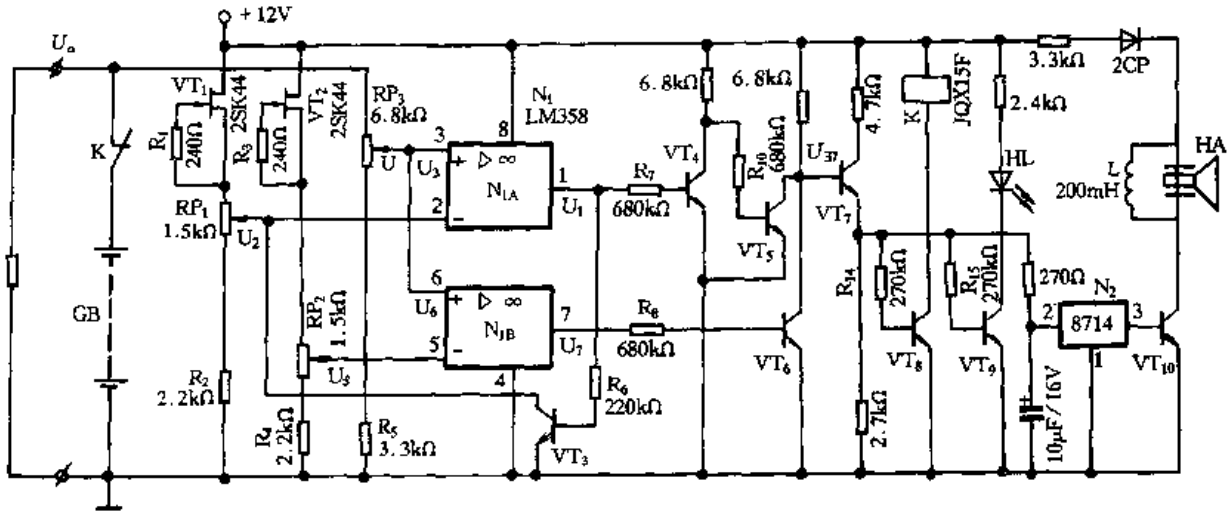 +12V
Uo
K
GB
VT1
2SK44
R1
240Ω
RP1
1.5kΩ
U2
R2
2.2kΩ
VT2
2SK44
R3
240Ω
RP2
1.5kΩ
U5
R4
2.2kΩ
RP3
6.8kΩ
U
R5
3.3kΩ
N1
LM358
8
3
U3
+
▷ ∞
N1A
2
−
1
U1
6
U6
+
▷ ∞
N1B
5
−
7
U7
4
R7
680kΩ
R8
680kΩ
R6
220kΩ
VT3
6.8kΩ
VT4
R10
680kΩ
VT5
6.8kΩ
U37
VT6
4.7kΩ
VT7
2.7kΩ
R14
270kΩ
VT8
K
JQX15F
2.4kΩ
HL
R15
270kΩ
VT9
270Ω
+
10μF/16V
3.3kΩ
2CP
L
200mH
HA
N2
8714
2
3
1
VT10